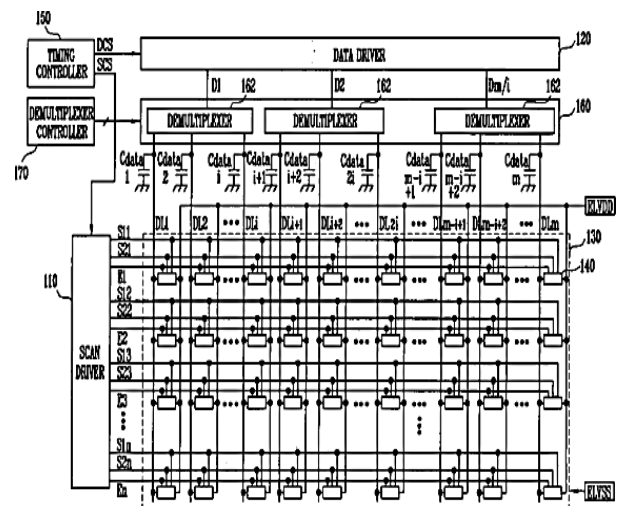 150
TIMING CONTROLLER
DCS
SCS
DATA DRIVER
120
D1
D2
Dm/i
162
162
162
160
DEMULTIPLEXER
CONTROLLER
170
DEMULTIPLEXER
DEMULTIPLEXER
DEMULTIPLEXER
Cdata
1
Cdata
2
Cdata
i
Cdata
i+1
Cdata
i+2
Cdata
2i
Cdata
m-i
+1
Cdata
m-i
+2
Cdata
m
ELVDD
DL1
DL2
•••
DLi
DLi+1
DLi+2
•••
DL2i
•••
DLm-i+1
DLm-i+2
•••
DLm
130
140
110
SCAN
DRIVER
S11
S21
E1
S12
S22
E2
S13
S23
E3
S1n
S2n
En
ELVSS